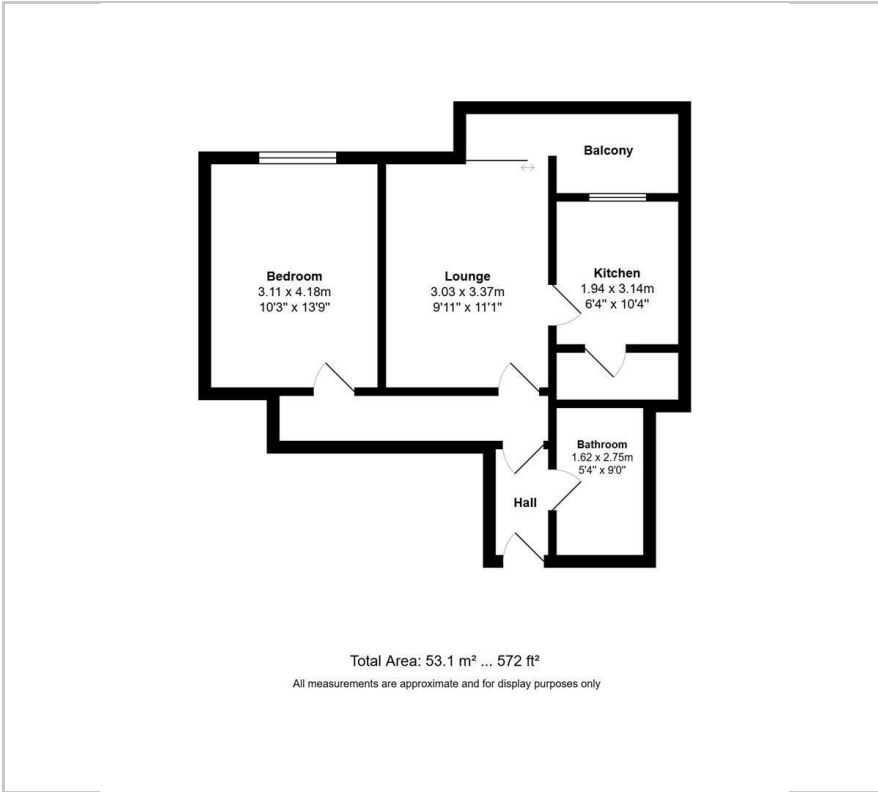 Balcony
Bedroom
3.11 x 4.18m
10'3" x 13'9"
Lounge
3.03 x 3.37m
9'11" x 11'1"
Kitchen
1.94 x 3.14m
6'4" x 10'4"
Bathroom
1.62 x 2.75m
5'4" x 9'0"
Hall
Total Area: 53.1 m² ... 572 ft²
All measurements are approximate and for display purposes only